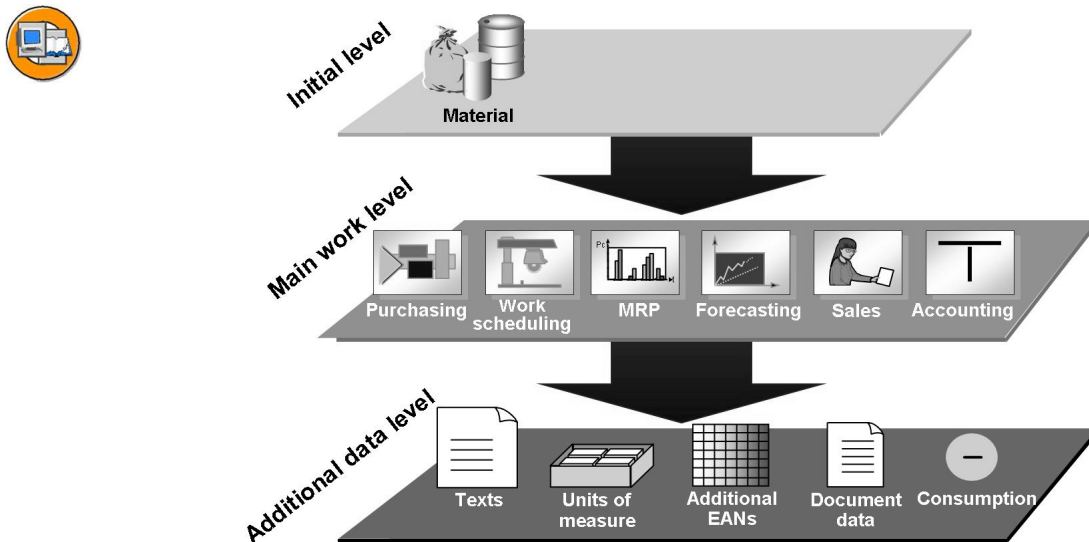 Initial level
Material
Main work level
Pc
Purchasing
Work
scheduling
MRP
Forecasting
Sales
Accounting
Additional data level
Texts
Units of
measure
Additional
EANs
Document
data
Consumption